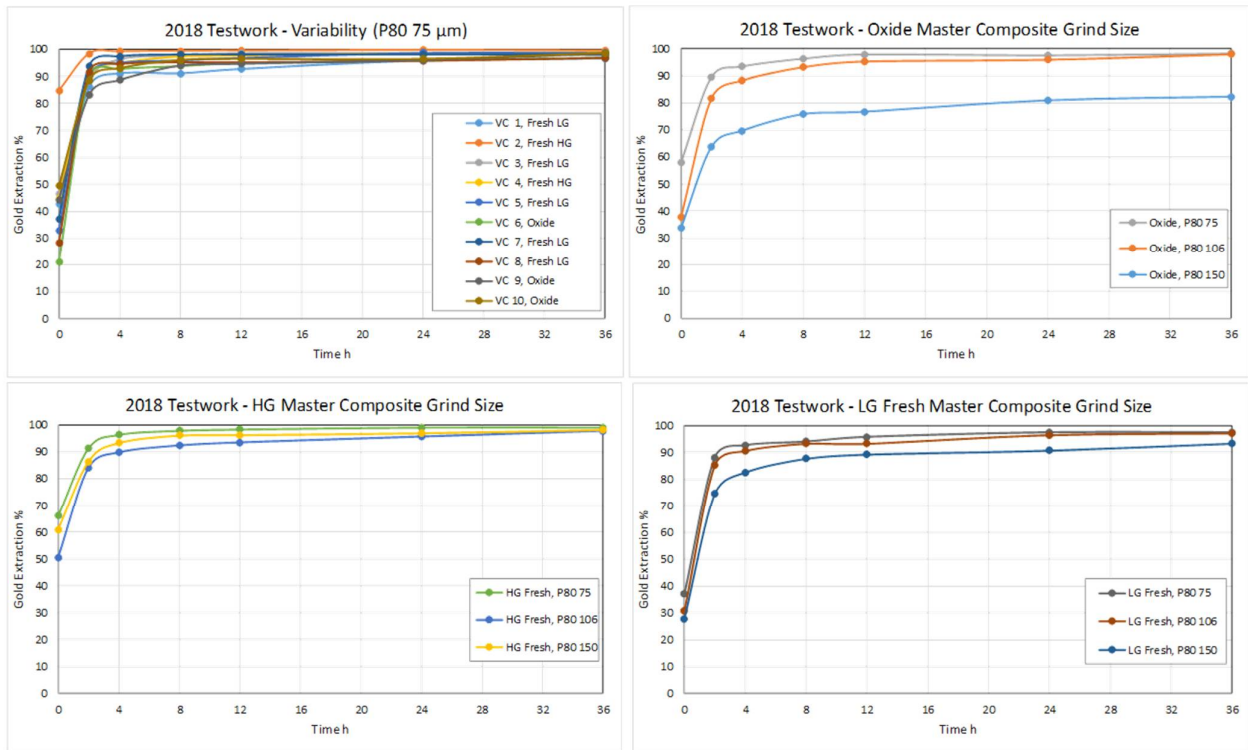 2018 Testwork - Variability (P80 75 µm)
Gold Extraction %
100
90
80
70
60
50
40
30
20
10
0
0 4 8 12 16 20 24 28 32 36
Time h
VC 1, Fresh LG
VC 2, Fresh HG
VC 3, Fresh LG
VC 4, Fresh HG
VC 5, Fresh LG
VC 6, Oxide
VC 7, Fresh LG
VC 8, Fresh LG
VC 9, Oxide
VC 10, Oxide
2018 Testwork - Oxide Master Composite Grind Size
Gold Extraction %
100
90
80
70
60
50
40
30
20
10
0
0 4 8 12 16 20 24 28 32 36
Time h
Oxide, P80 75
Oxide, P80 106
Oxide, P80 150
2018 Testwork - HG Master Composite Grind Size
Gold Extraction %
100
90
80
70
60
50
40
30
20
10
0
0 4 8 12 16 20 24 28 32 36
Time h
HG Fresh, P80 75
HG Fresh, P80 106
HG Fresh, P80 150
2018 Testwork - LG Fresh Master Composite Grind Size
Gold Extraction %
100
90
80
70
60
50
40
30
20
10
0
0 4 8 12 16 20 24 28 32 36
Time h
LG Fresh, P80 75
LG Fresh, P80 106
LG Fresh, P80 150